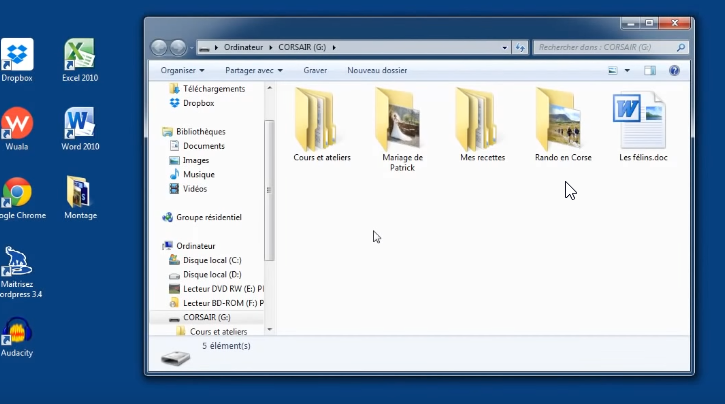 Dropbox
Excel 2010
Wuala
Word 2010
ogle Chrome
Montage
Maitrisez
ordpress 3.4
Audacity
Ordinateur
CORSAIR (G:)
Rechercher dans : CORSAIR (G:)
Organiser
Partager avec
Graver
Nouveau dossier
Téléchargements
Dropbox
Bibliothèques
Documents
Images
Musique
Vidéos
Groupe résidentiel
Ordinateur
Disque local (C:)
Disque local (D:)
Lecteur DVD RW (E:) Pl
Lecteur BD-ROM (F:) P
CORSAIR (G:)
Cours et ateliers
Cours et ateliers
Mariage de
Patrick
Mes recettes
Rando en Corse
Les félins.doc
5 élément(s)